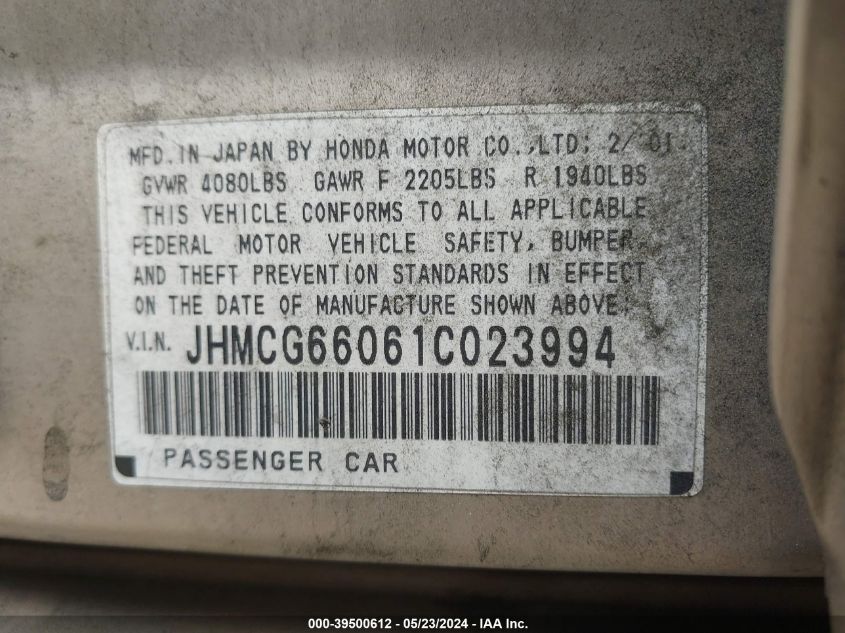 MFD. IN JAPAN BY HONDA MOTOR CO., LTD; 2/ 01
GVWR 4080LBS GAWR F 2205LBS R 1940LBS
THIS VEHICLE CONFORMS TO ALL APPLICABLE
FEDERAL MOTOR VEHICLE SAFETY, BUMPER,
AND THEFT PREVENTION STANDARDS IN EFFECT
ON THE DATE OF MANUFACTURE SHOWN ABOVE;
V.I.N. JHMCG66061C023994
PASSENGER CAR
000-39500612 - 05/23/2024 - IAA Inc.